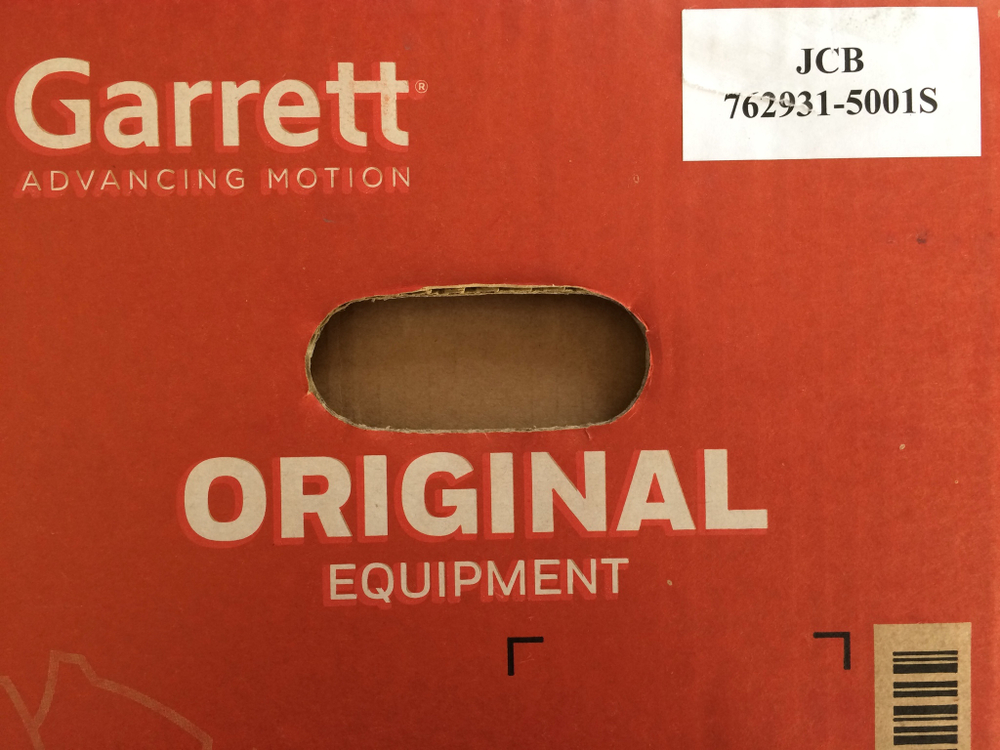 Garrett®
ADVANCING MOTION
JCB
762931-5001S
ORIGINAL
EQUIPMENT